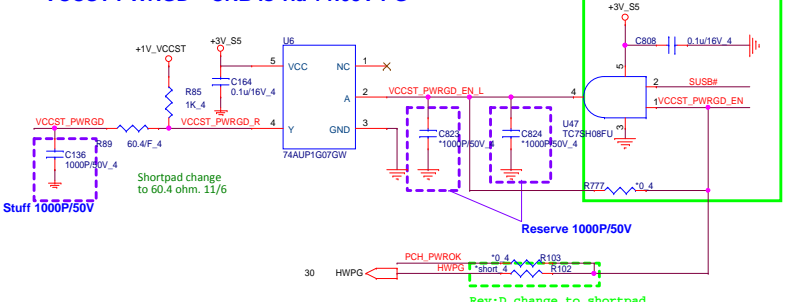 +3V_S5
C808
0.1u/16V_4
5
2
SUSB#
1
VCCST_PWRGD_EN
4
3
U47
TC7SH08FU
+1V_VCCST
+3V_S5
U6
R85
1K_4
C164
0.1u/16V_4
5
VCC
NC
1
A
2
VCCST_PWRGD_EN_L
4
Y
GND
3
74AUP1G07GW
VCCST_PWRGD
VCCST_PWRGD_R
R89
60.4/F_4
C136
1000P/50V_4
C823
*1000P/50V_4
C824
*1000P/50V_4
Shortpad change
to 60.4 ohm. 11/6
Stuff 1000P/50V
R777
*0_4
Reserve 1000P/50V
PCH_PWROK
*0_4
R103
30
HWPG
HWPG
*short_4
R102
Rev:D change to shortpad